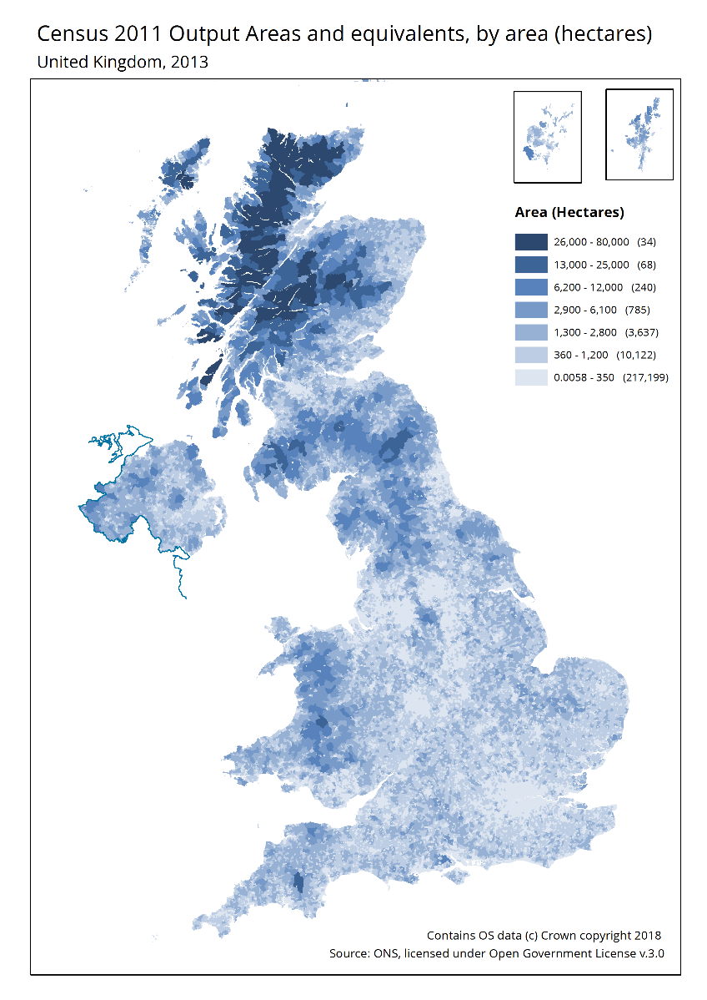 Census 2011 Output Areas and equivalents, by area (hectares)
United Kingdom, 2013
Area (Hectares)
26,000 - 80,000 (34)
13,000 - 25,000 (68)
6,200 - 12,000 (240)
2,900 - 6,100 (785)
1,300 - 2,800 (3,637)
360 - 1,200 (10,122)
0.0058 - 350 (217,199)
Contains OS data (c) Crown copyright 2018
Source: ONS, licensed under Open Government License v.3.0